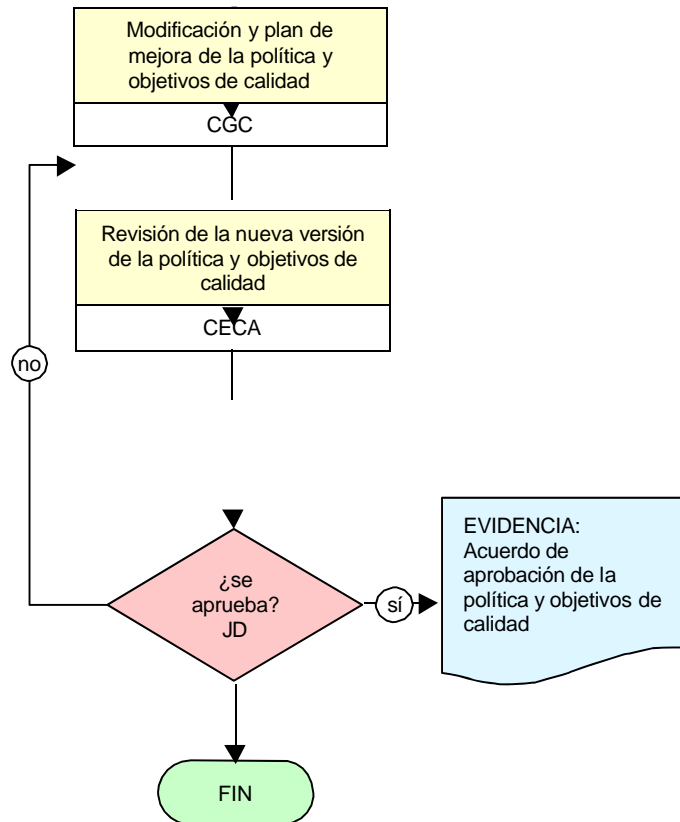 Modificación y plan de
mejora de la política y
objetivos de calidad
CGC
Revisión de la nueva versión
de la política y objetivos de
calidad
CECA
no
¿se
aprueba?
JD
sí
EVIDENCIA:
Acuerdo de
aprobación de la
política y objetivos de
calidad
FIN